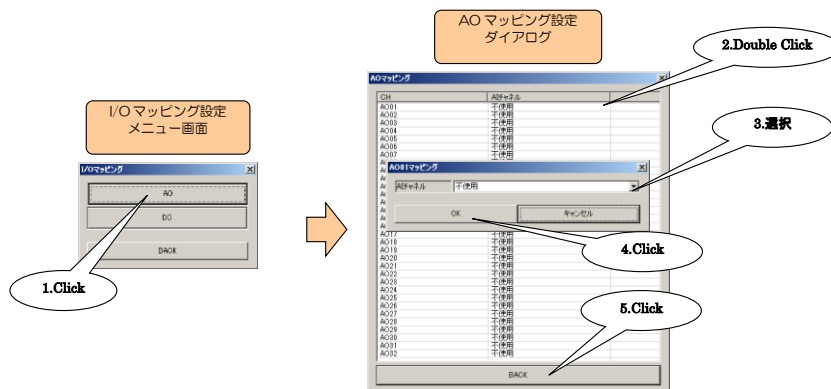 AO マッピング設定
ダイアログ
2.Double Click
AOマッピング
CH AIチャネル
AO01 不使用
AO02 不使用
AO03 不使用
AO04 不使用
AO05 不使用
AO06 不使用
AO07 不使用
3.選択
I/O マッピング設定
メニュー画面
I/Oマッピング
AO
DO
BACK
1.Click
AO01マッピング
AIチャネル 不使用
OK キャンセル
4.Click
AO17 不使用
AO18 不使用
AO19 不使用
AO20 不使用
AO21 不使用
AO22 不使用
AO23 不使用
AO24 不使用
AO25 不使用
AO26 不使用
AO27 不使用
AO28 不使用
AO29 不使用
AO30 不使用
AO31 不使用
AO32 不使用
5.Click
BACK